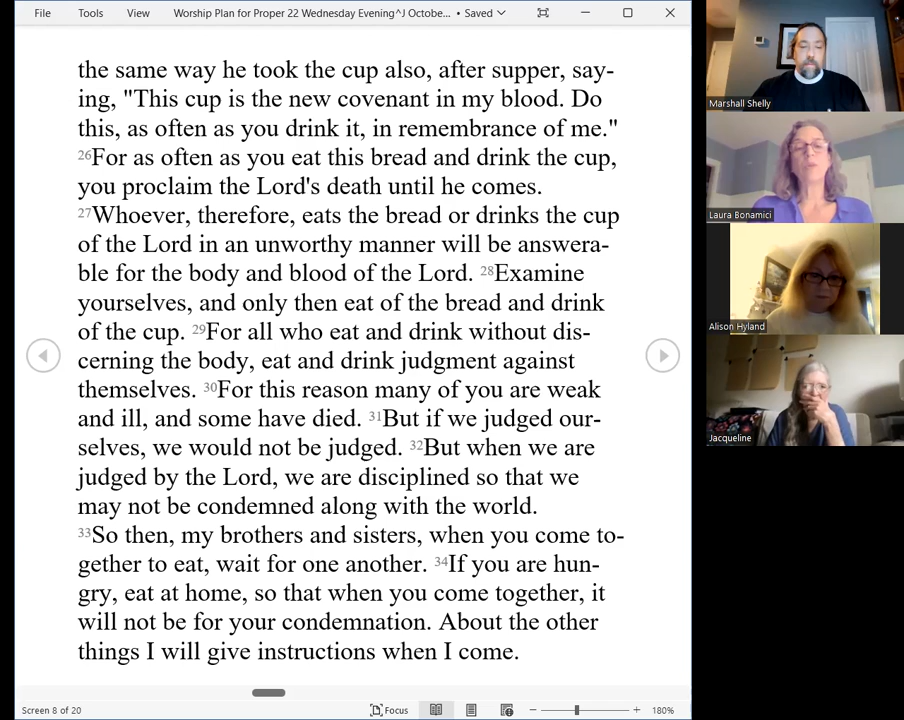 File Tools View Worship Plan for Proper 22 Wednesday Evening^J Octobe... • Saved
the same way he took the cup also, after supper, say-
ing, "This cup is the new covenant in my blood. Do
this, as often as you drink it, in remembrance of me."
26For as often as you eat this bread and drink the cup,
you proclaim the Lord's death until he comes.
27Whoever, therefore, eats the bread or drinks the cup
of the Lord in an unworthy manner will be answera-
ble for the body and blood of the Lord. 28Examine
yourselves, and only then eat of the bread and drink
of the cup. 29For all who eat and drink without dis-
cerning the body, eat and drink judgment against
themselves. 30For this reason many of you are weak
and ill, and some have died. 31But if we judged our-
selves, we would not be judged. 32But when we are
judged by the Lord, we are disciplined so that we
may not be condemned along with the world.
33So then, my brothers and sisters, when you come to-
gether to eat, wait for one another. 34If you are hun-
gry, eat at home, so that when you come together, it
will not be for your condemnation. About the other
things I will give instructions when I come.
Screen 8 of 20 Focus 180%
Marshall Shelly
Laura Bonamici
Alison Hyland
Jacqueline